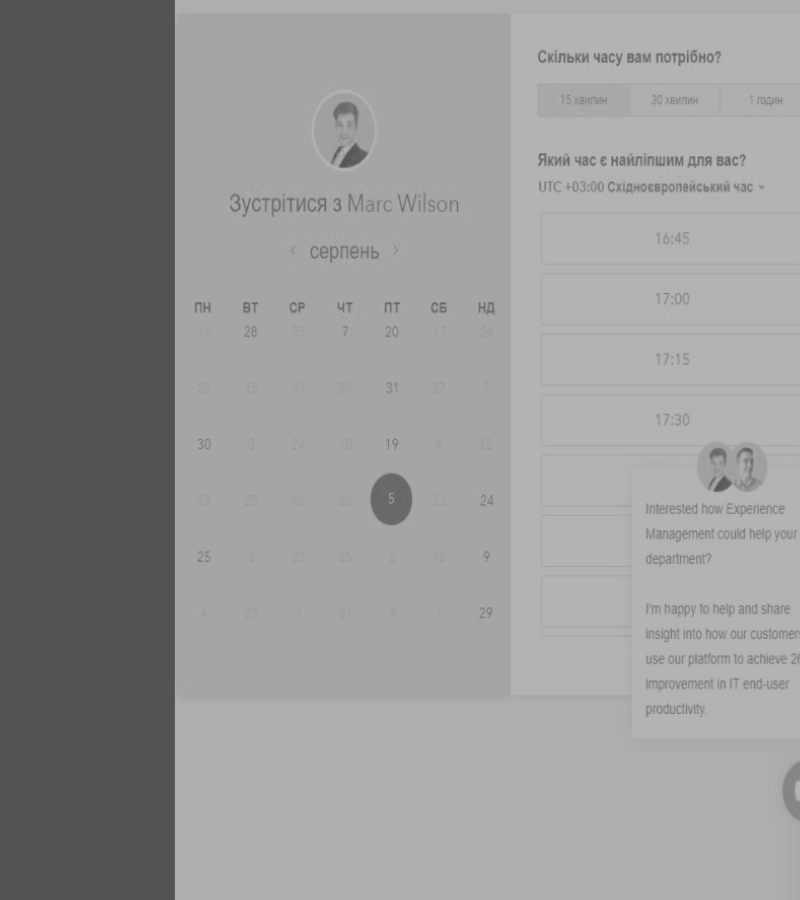 Зустрітися з Marc Wilson
‹ серпень ›
ПН ВТ СР ЧТ ПТ СБ НД
16 28 23 7 20 17 24
25 15 31 30 31 27 7
30 3 24 10 19 4 12
13 26 12 22 5 23 24
25 3 23 25 2 16 9
4 23 7 31 9 1 29
Скільки часу вам потрібно?
15 хвилин 30 хвилин 1 годин
Який час є найліпшим для вас?
UTC +03:00 Східноєвропейський час
16:45
17:00
17:15
17:30
Interested how Experience
Management could help your
department?
I'm happy to help and share
insight into how our customers
use our platform to achieve 26
improvement in IT end-user
productivity.